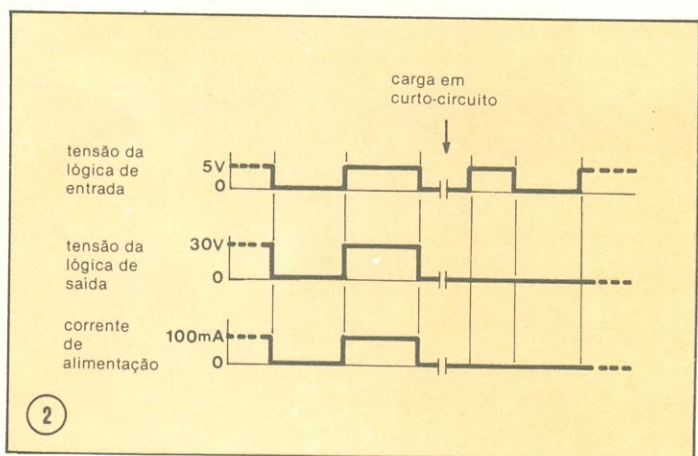 carga em
curto-circuito
tensão da
lógica de
entrada
5V
0
tensão da
lógica de
saida
30V
0
corrente
de
alimentação
100mA
0
2